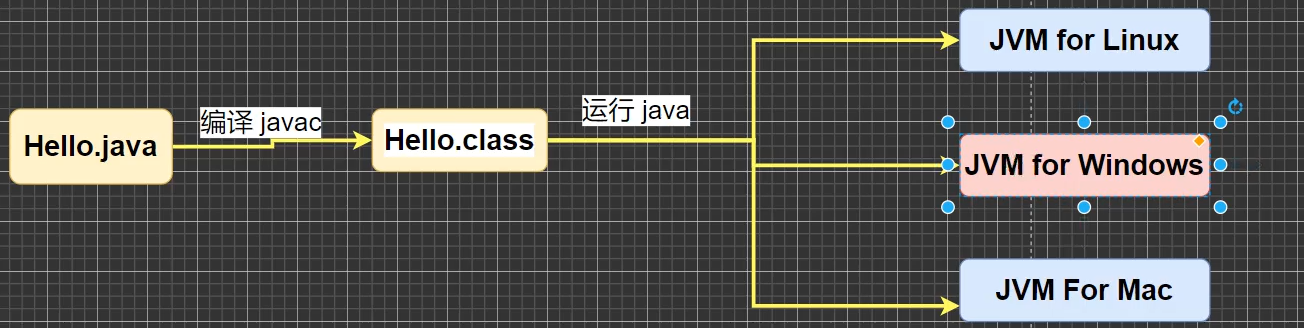 Hello.java
编译 javac
Hello.class
运行 java
JVM for Linux
JVM for Windows
JVM For Mac